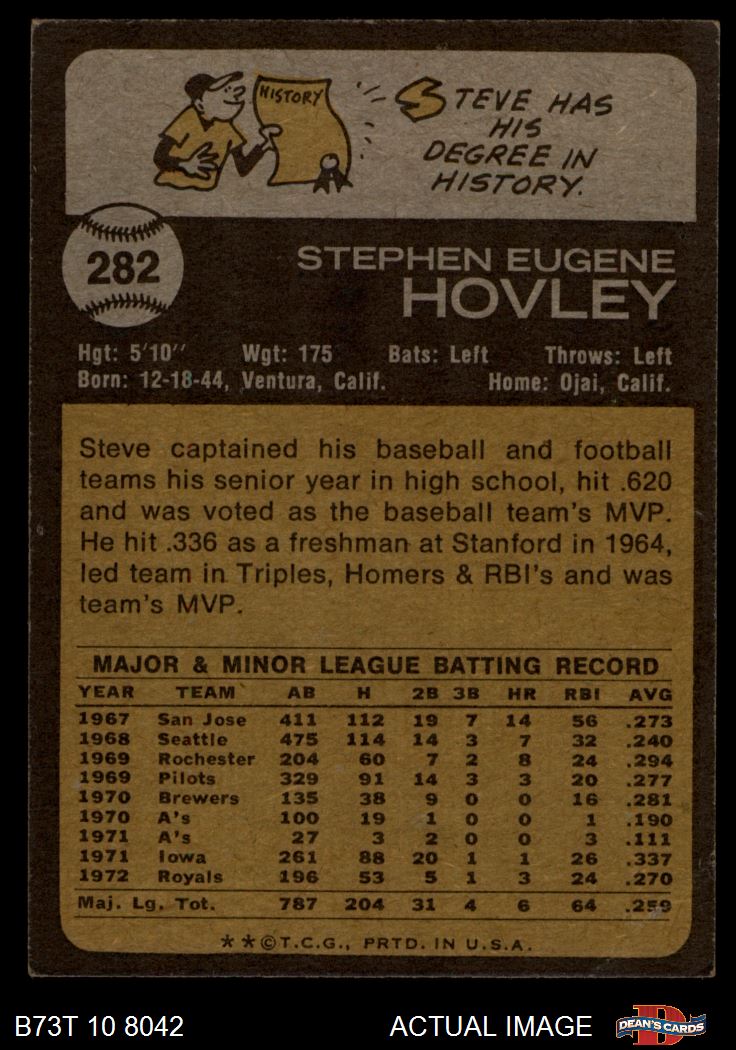 HISTORY
STEVE HAS
HIS
DEGREE IN
HISTORY.
282
STEPHEN EUGENE
HOVLEY
Hgt: 5'10" Wgt: 175 Bats: Left Throws: Left
Born: 12-18-44, Ventura, Calif. Home: Ojai, Calif.
Steve captained his baseball and football
teams his senior year in high school, hit .620
and was voted as the baseball team's MVP.
He hit .336 as a freshman at Stanford in 1964,
led team in Triples, Homers & RBI's and was
team's MVP.
MAJOR & MINOR LEAGUE BATTING RECORD
YEAR TEAM AB H 2B 3B HR RBI AVG
1967 San Jose 411 112 19 7 14 56 .273
1968 Seattle 475 114 14 3 7 32 .240
1969 Rochester 204 60 7 2 8 24 .294
1969 Pilots 329 91 14 3 3 20 .277
1970 Brewers 135 38 9 0 0 16 .281
1970 A's 100 19 1 0 0 1 .190
1971 A's 27 3 2 0 0 3 .111
1971 Iowa 261 88 20 1 1 26 .337
1972 Royals 196 53 5 1 3 24 .270
Maj. Lg. Tot. 787 204 31 4 6 64 .259
**©T.C.G., PRTD. IN U.S.A.
B73T 10 8042 ACTUAL IMAGE D DEAN'S CARDS